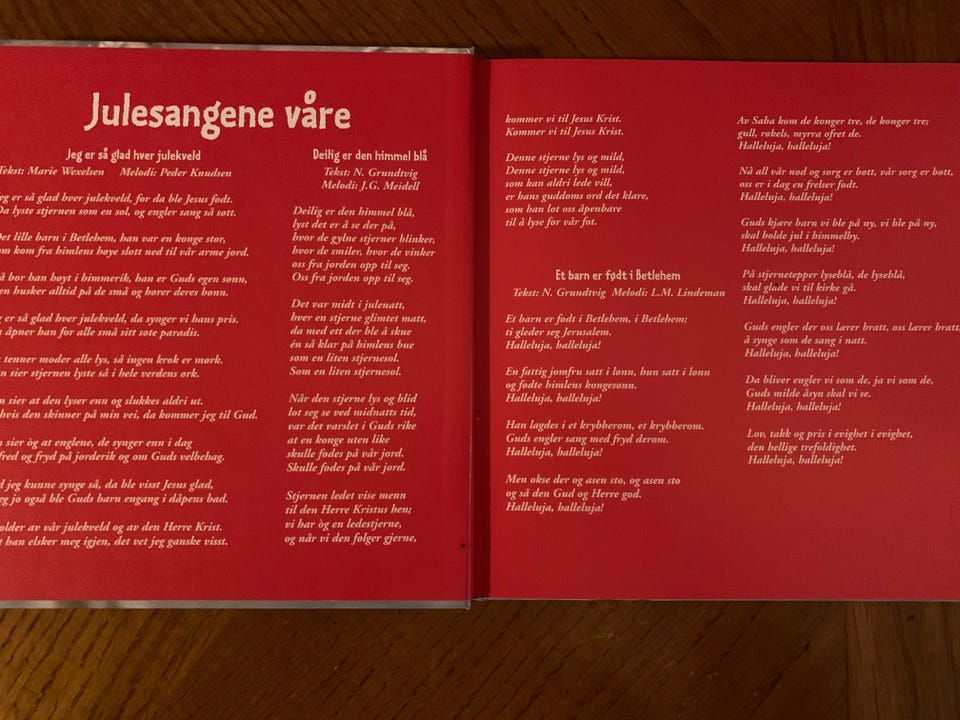 Julesangene våre
Jeg er så glad hver julekveld
Tekst: Marie Wexelsen Melodi: Peder Knudsen
eg er så glad hver julekveld, for da ble Jesus født.
Da lyste stjernen som en sol, og engler sang så søtt.
Det lille barn i Betlehem, han var en konge stor,
om kom fra himlens høye slott ned til vår arme jord.
å bor han høyt i himmerik, han er Guds egen sønn,
en husker alltid på de små og hører deres bønn.
g er så glad hver julekveld, da synger vi hans pris.
åpner han for alle små sitt søte paradis.
tenner moder alle lys, så ingen krok er mørk.
n sier stjernen lyste så i hele verdens ørk.
n sier at den lyser enn og slukkes aldri ut.
hvis den skinner på min vei, da kommer jeg til Gud.
n sier òg at englene, de synger enn i dag
fred og fryd på jorderik og om Guds velbehag.
d jeg kunne synge så, da ble visst Jesus glad,
eg jo også ble Guds barn engang i dåpens bad.
older av vår julekveld og av den Herre Krist.
t han elsker meg igjen, det vet jeg ganske visst.
Deilig er den himmel blå
Tekst: N. Grundtvig
Melodi: J.G. Meidell
Deilig er den himmel blå,
lyst det er å se der på,
hvor de gylne stjerner blinker,
hvor de smiler, hvor de vinker
oss fra jorden opp til seg.
Oss fra jorden opp til seg.
Det var midt i julenatt,
hver en stjerne glimtet matt,
da med ett der ble å skue
én så klar på himlens bue
som en liten stjernesol.
Som en liten stjernesol.
Når den stjerne lys og blid
lot seg se ved midnatts tid,
var det varslet i Guds rike
at en konge uten like
skulle fødes på vår jord.
Skulle fødes på vår jord.
Stjernen ledet vise menn
til den Herre Kristus hen;
vi har òg en ledestjerne,
og når vi den følger gjerne,
kommer vi til Jesus Krist.
Kommer vi til Jesus Krist.
Denne stjerne lys og mild,
Denne stjerne lys og mild,
som kan aldri lede vill,
er hans guddoms ord det klare,
som han lot oss åpenbare
til å lyse for vår fot.
Et barn er født i Betlehem
Tekst: N. Grundtvig Melodi: L.M. Lindeman
Et barn er født i Betlehem, i Betlehem;
ti gleder seg Jerusalem.
Halleluja, halleluja!
En fattig jomfru satt i lønn, hun satt i lønn
og fødte himlens kongesønn.
Halleluja, halleluja!
Han lagdes i et krybberom, et krybberom.
Guds engler sang med fryd derom.
Halleluja, halleluja!
Men okse der og asen sto, og asen sto
og så den Gud og Herre god.
Halleluja, halleluja!
Av Saba kom de konger tre, de konger tre;
gull, røkels, myrra ofret de.
Halleluja, halleluja!
Nå all vår nød og sorg er bøtt, vår sorg er bøtt,
oss er i dag en frelser født.
Halleluja, halleluja!
Guds kjære barn vi ble på ny, vi ble på ny,
skal holde jul i himmelby.
Halleluja, halleluja!
På stjernetepper lyseblå, de lyseblå,
skal glade vi til kirke gå.
Halleluja, halleluja!
Guds engler der oss lærer bratt, oss lærer bratt,
å synge som de sang i natt.
Halleluja, halleluja!
Da bliver engler vi som de, ja vi som de,
Guds milde åsyn skal vi se.
Halleluja, halleluja!
Lov, takk og pris i evighet i evighet,
den hellige trefoldighet.
Halleluja, halleluja!